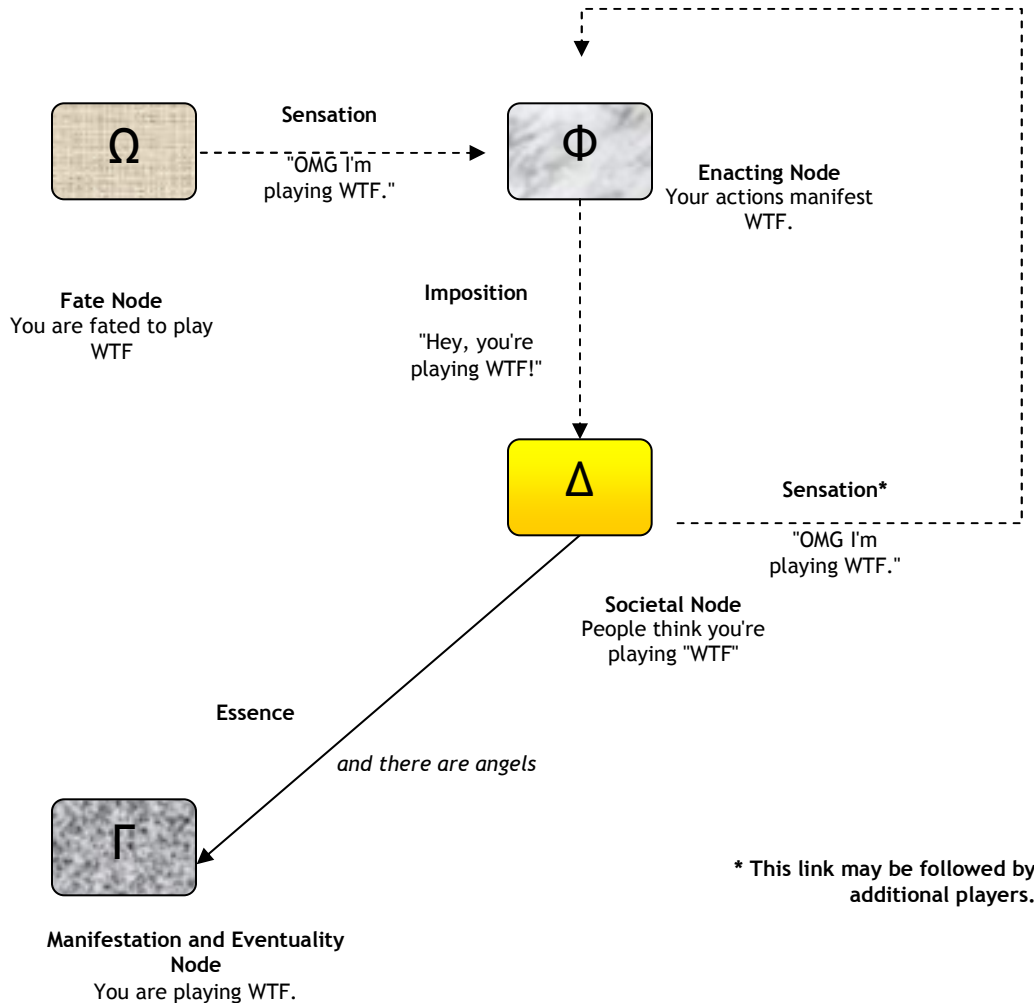 Ω
Sensation
"OMG I'm
playing WTF."
Φ
Enacting Node
Your actions manifest
WTF.
Fate Node
You are fated to play
WTF
Imposition
"Hey, you're
playing WTF!"
Δ
Sensation*
"OMG I'm
playing WTF."
Societal Node
People think you're
playing "WTF"
Essence
and there are angels
Γ
* This link may be followed by
additional players.
Manifestation and Eventuality
Node
You are playing WTF.